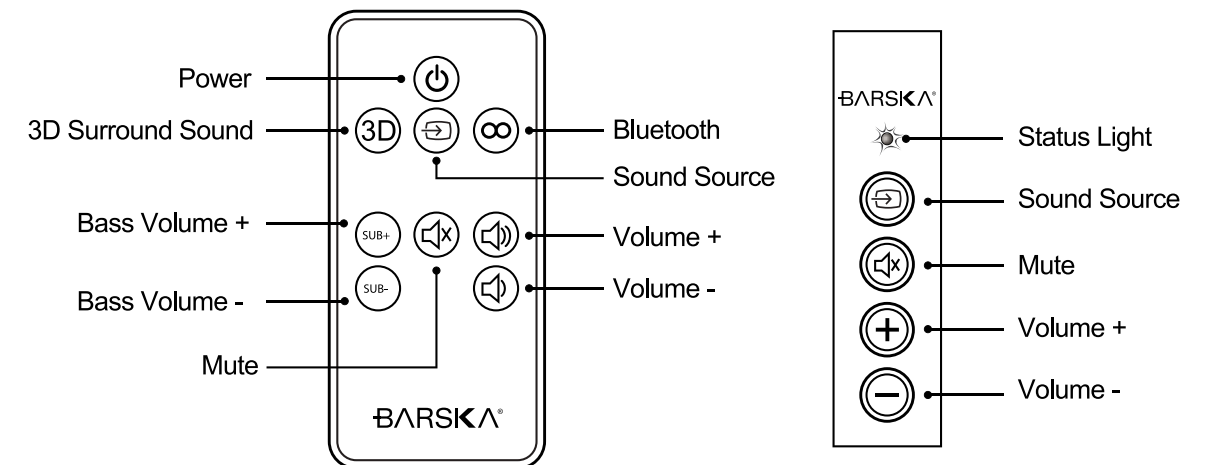 Power
3D Surround Sound
3D
Bluetooth
Sound Source
Bass Volume +
SUB+
Volume +
Bass Volume -
SUB-
Volume -
Mute
BARSKA®
BARSKA®
Status Light
Sound Source
Mute
Volume +
Volume -